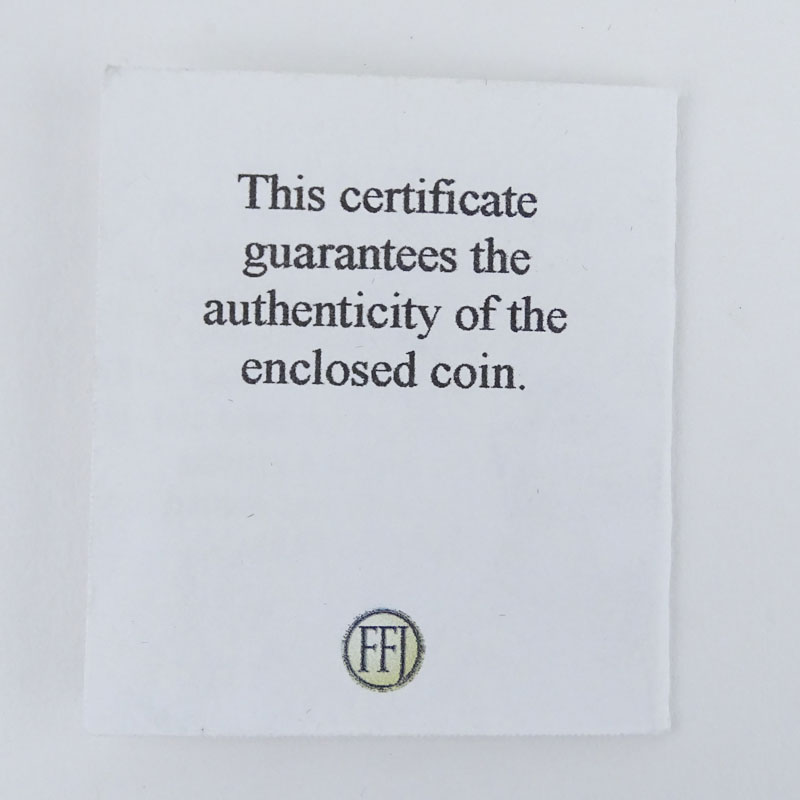 This certificate
guarantees the
authenticity of the
enclosed coin.
FFJ